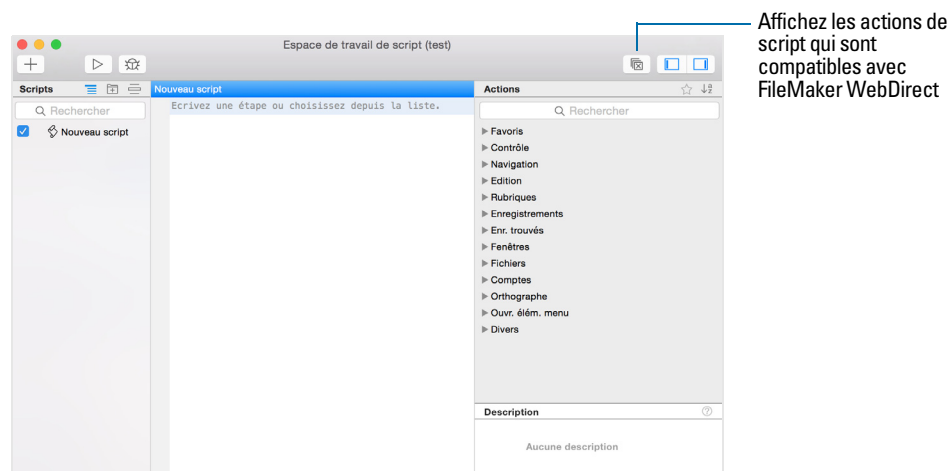 Affichez les actions de
script qui sont
compatibles avec
FileMaker WebDirect
Espace de travail de script (test)
Scripts
Rechercher
Nouveau script
Nouveau script
Ecrivez une étape ou choisissez depuis la liste.
Actions
Rechercher
Favoris
Contrôle
Navigation
Edition
Rubriques
Enregistrements
Enr. trouvés
Fenêtres
Fichiers
Comptes
Orthographe
Ouvr. élém. menu
Divers
Description
Aucune description